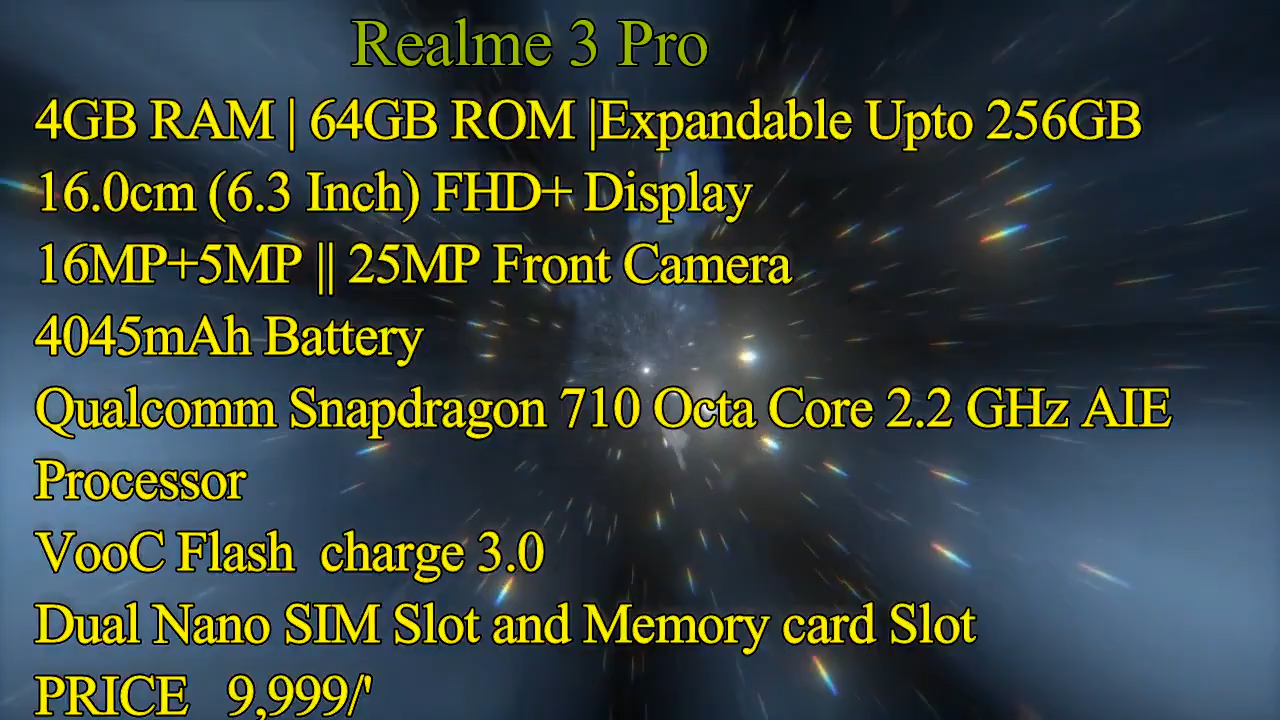 Realme 3 Pro
4GB RAM | 64GB ROM |Expandable Upto 256GB
16.0cm (6.3 Inch) FHD+ Display
16MP+5MP || 25MP Front Camera
4045mAh Battery
Qualcomm Snapdragon 710 Octa Core 2.2 GHz AIE
Processor
VooC Flash  charge 3.0
Dual Nano SIM Slot and Memory card Slot
PRICE   9,999/'